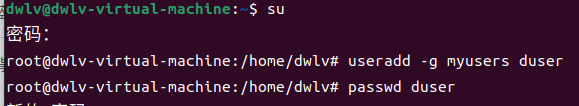 dwlv@dwlv-virtual-machine:~$ su
密码：
root@dwlv-virtual-machine:/home/dwlv# useradd -g myusers duser
root@dwlv-virtual-machine:/home/dwlv# passwd duser